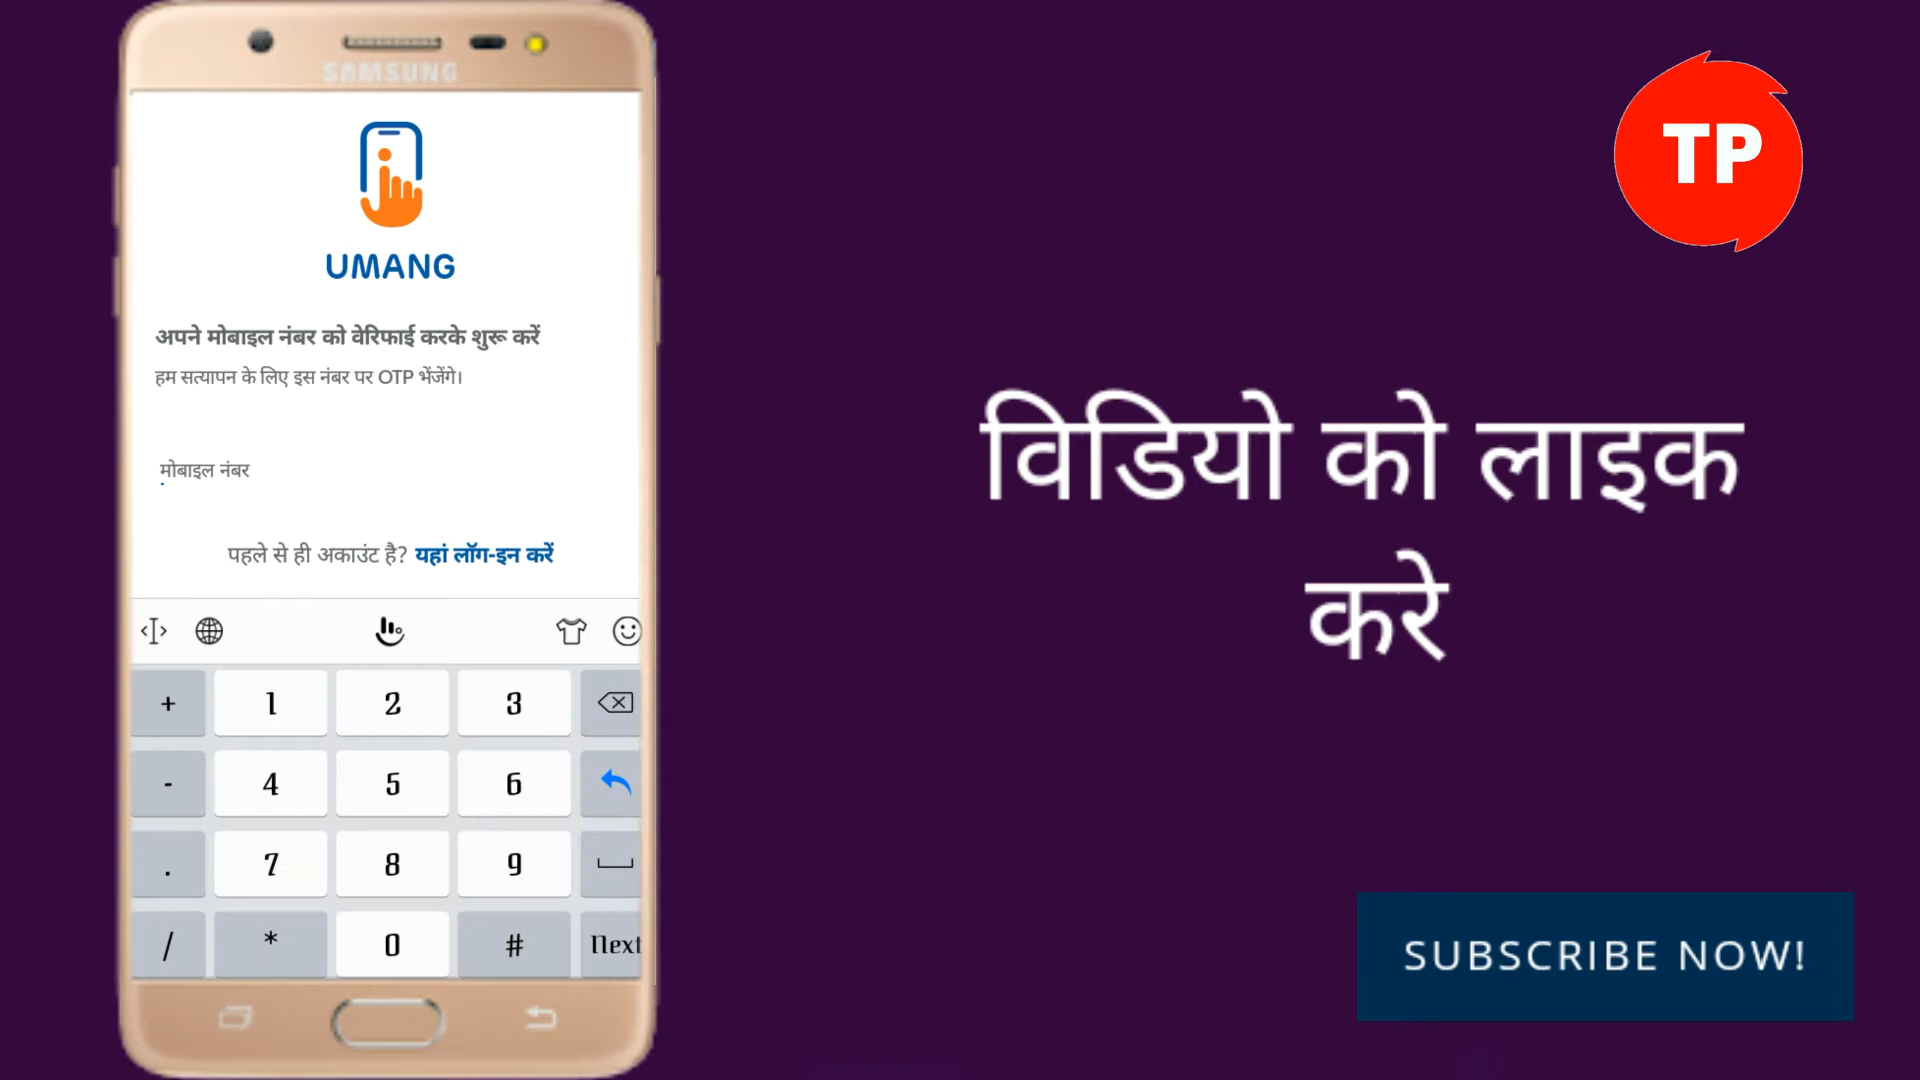 SAMSUNG
UMANG
अपने मोबाइल नंबर को वेरिफाई करके शुरू करें
हम सत्यापन के लिए इस नंबर पर OTP भेंजेंगे।
मोबाइल नंबर
पहले से ही अकाउंट है? यहां लॉग-इन करें
+ 1 2 3
- 4 5 6
. 7 8 9
/ * 0 # Next
TP
विडियो को लाइक
करे
SUBSCRIBE NOW!